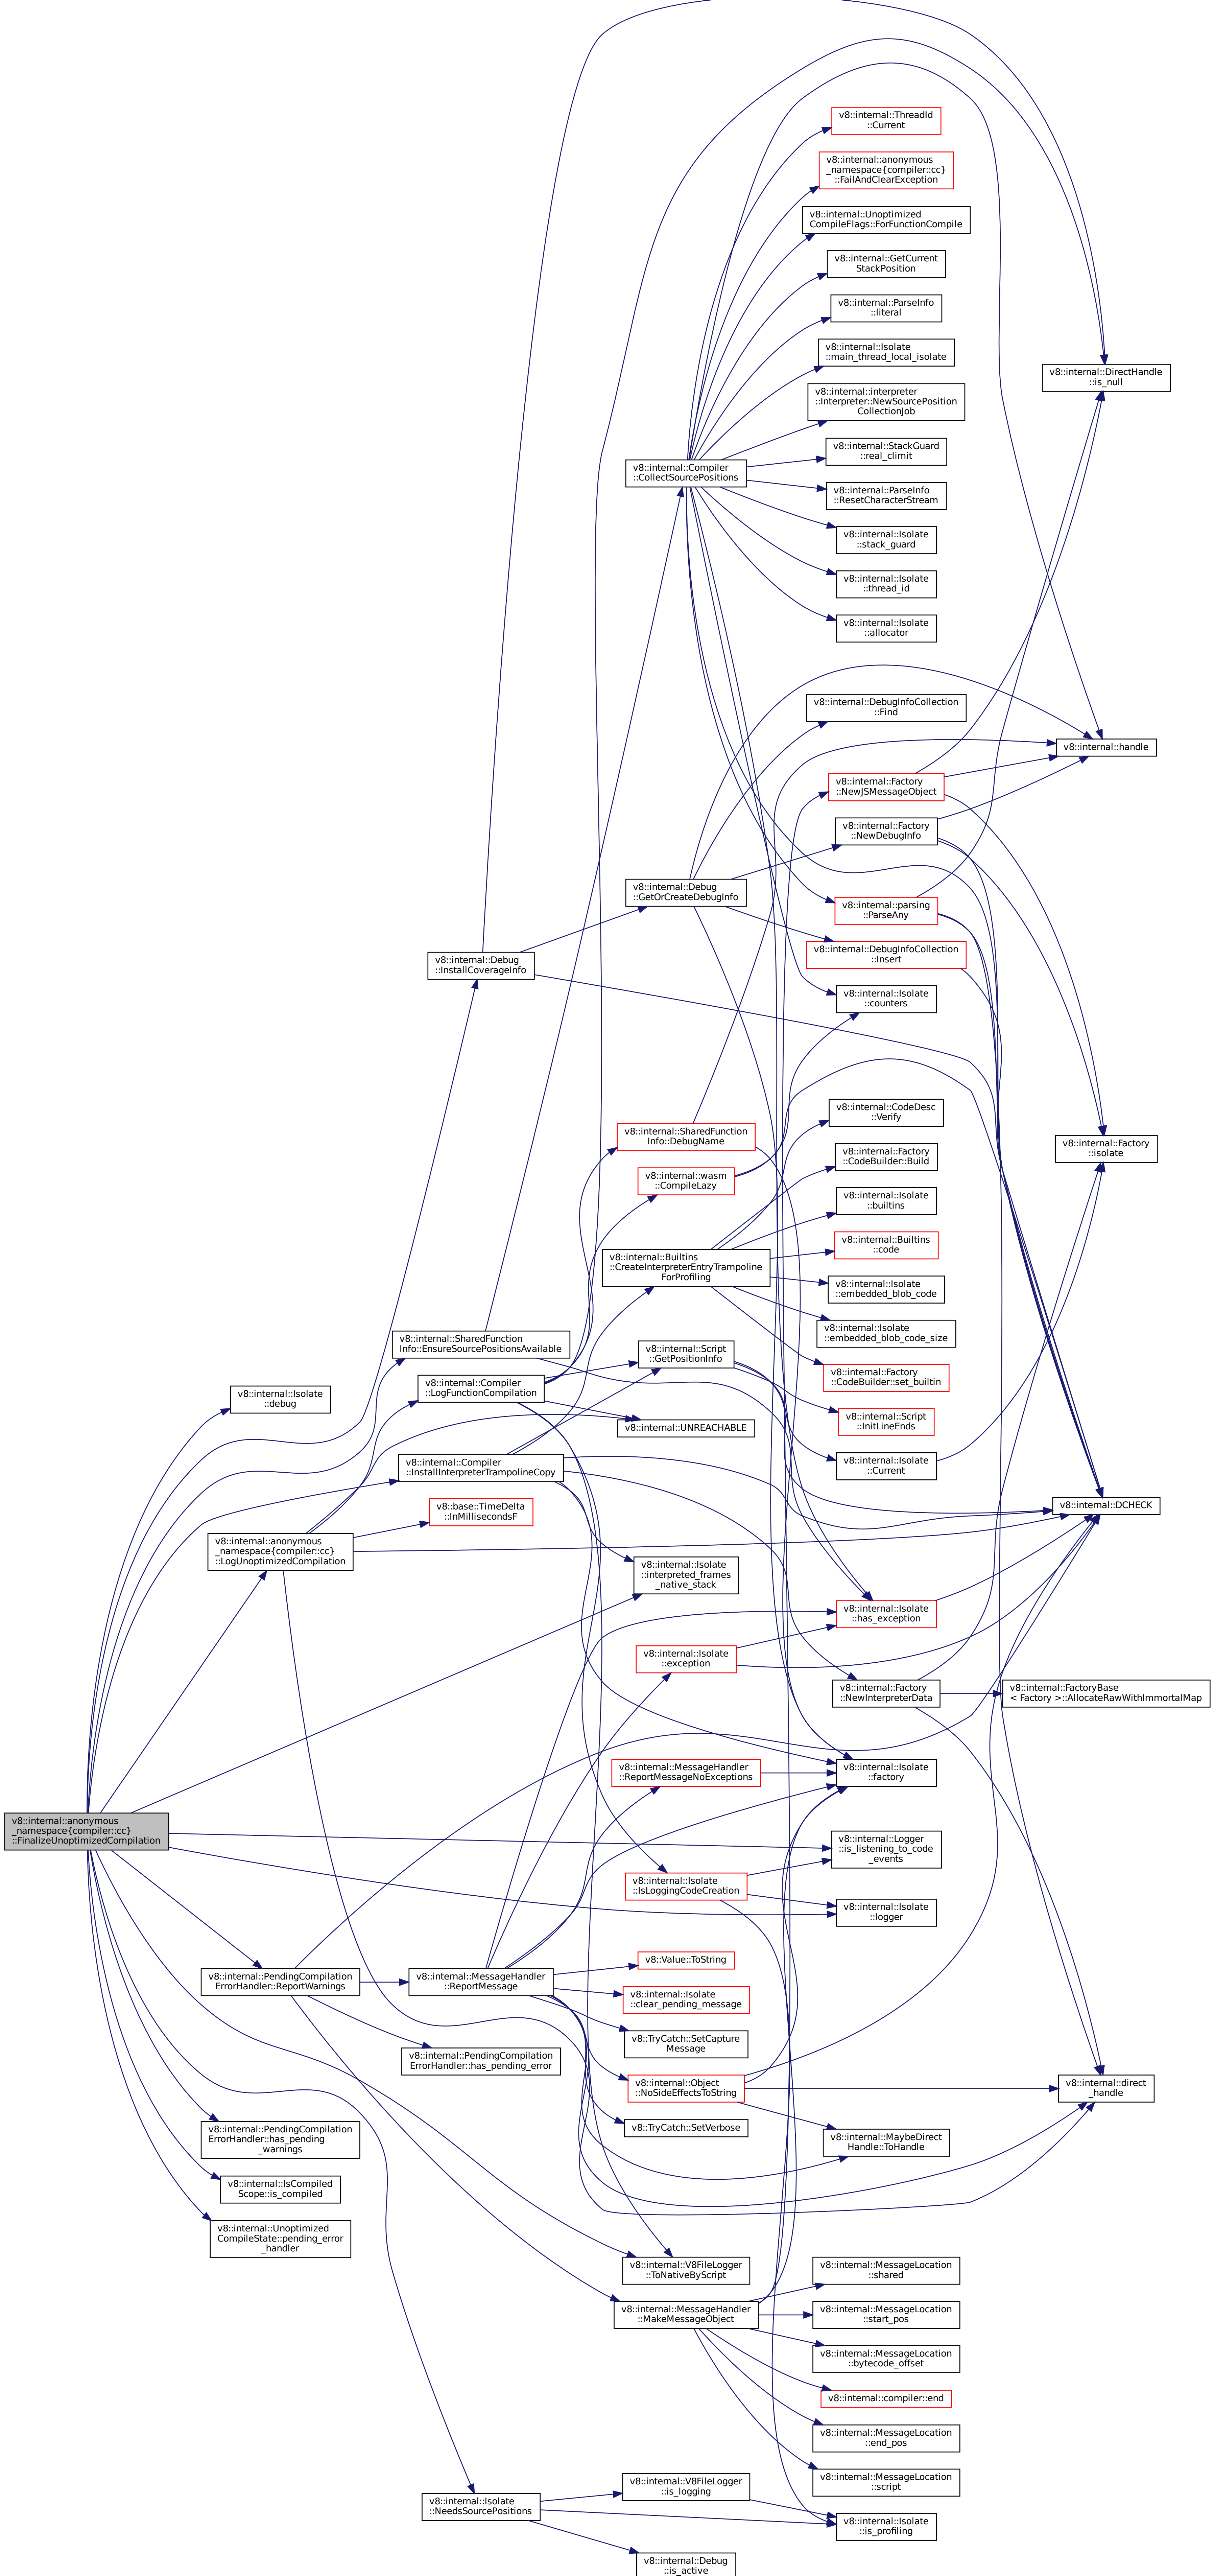 v8::internal::ThreadId
::Current
v8::internal::anonymous
_namespace{compiler::cc}
::FailAndClearException
v8::internal::Unoptimized
CompileFlags::ForFunctionCompile
v8::internal::GetCurrent
StackPosition
v8::internal::ParseInfo
::literal
v8::internal::Isolate
::main_thread_local_isolate
v8::internal::DirectHandle
::is_null
v8::internal::interpreter
::Interpreter::NewSourcePosition
CollectionJob
v8::internal::StackGuard
::real_climit
v8::internal::Compiler
::CollectSourcePositions
v8::internal::ParseInfo
::ResetCharacterStream
v8::internal::Isolate
::stack_guard
v8::internal::Isolate
::thread_id
v8::internal::Isolate
::allocator
v8::internal::DebugInfoCollection
::Find
v8::internal::handle
v8::internal::Factory
::NewJSMessageObject
v8::internal::Factory
::NewDebugInfo
v8::internal::Debug
::GetOrCreateDebugInfo
v8::internal::parsing
::ParseAny
v8::internal::DebugInfoCollection
::Insert
v8::internal::Debug
::InstallCoverageInfo
v8::internal::Isolate
::counters
v8::internal::CodeDesc
::Verify
v8::internal::SharedFunction
Info::DebugName
v8::internal::Factory
::CodeBuilder::Build
v8::internal::Factory
::isolate
v8::internal::wasm
::CompileLazy
v8::internal::Isolate
::builtins
v8::internal::Builtins
::code
v8::internal::Builtins
::CreateInterpreterEntryTrampoline
ForProfiling
v8::internal::Isolate
::embedded_blob_code
v8::internal::Isolate
::embedded_blob_code_size
v8::internal::SharedFunction
Info::EnsureSourcePositionsAvailable
v8::internal::Script
::GetPositionInfo
v8::internal::Factory
::CodeBuilder::set_builtin
v8::internal::Isolate
::debug
v8::internal::Compiler
::LogFunctionCompilation
v8::internal::Script
::InitLineEnds
v8::internal::UNREACHABLE
v8::internal::Compiler
::InstallInterpreterTrampolineCopy
v8::internal::Isolate
::Current
v8::base::TimeDelta
::InMillisecondsF
v8::internal::DCHECK
v8::internal::anonymous
_namespace{compiler::cc}
::LogUnoptimizedCompilation
v8::internal::Isolate
::interpreted_frames
_native_stack
v8::internal::Isolate
::has_exception
v8::internal::Isolate
::exception
v8::internal::Factory
::NewInterpreterData
v8::internal::FactoryBase
< Factory >::AllocateRawWithImmortalMap
v8::internal::MessageHandler
::ReportMessageNoExceptions
v8::internal::Isolate
::factory
v8::internal::anonymous
_namespace{compiler::cc}
::FinalizeUnoptimizedCompilation
v8::internal::Logger
::is_listening_to_code
_events
v8::internal::Isolate
::IsLoggingCodeCreation
v8::internal::Isolate
::logger
v8::Value::ToString
v8::internal::PendingCompilation
ErrorHandler::ReportWarnings
v8::internal::MessageHandler
::ReportMessage
v8::internal::Isolate
::clear_pending_message
v8::TryCatch::SetCapture
Message
v8::internal::PendingCompilation
ErrorHandler::has_pending_error
v8::internal::Object
::NoSideEffectsToString
v8::internal::direct
_handle
v8::TryCatch::SetVerbose
v8::internal::PendingCompilation
ErrorHandler::has_pending
_warnings
v8::internal::MaybeDirect
Handle::ToHandle
v8::internal::IsCompiled
Scope::is_compiled
v8::internal::Unoptimized
CompileState::pending_error
_handler
v8::internal::V8FileLogger
::ToNativeByScript
v8::internal::MessageLocation
::shared
v8::internal::MessageHandler
::MakeMessageObject
v8::internal::MessageLocation
::start_pos
v8::internal::MessageLocation
::bytecode_offset
v8::internal::compiler::end
v8::internal::MessageLocation
::end_pos
v8::internal::MessageLocation
::script
v8::internal::V8FileLogger
::is_logging
v8::internal::Isolate
::NeedsSourcePositions
v8::internal::Isolate
::is_profiling
v8::internal::Debug
::is_active